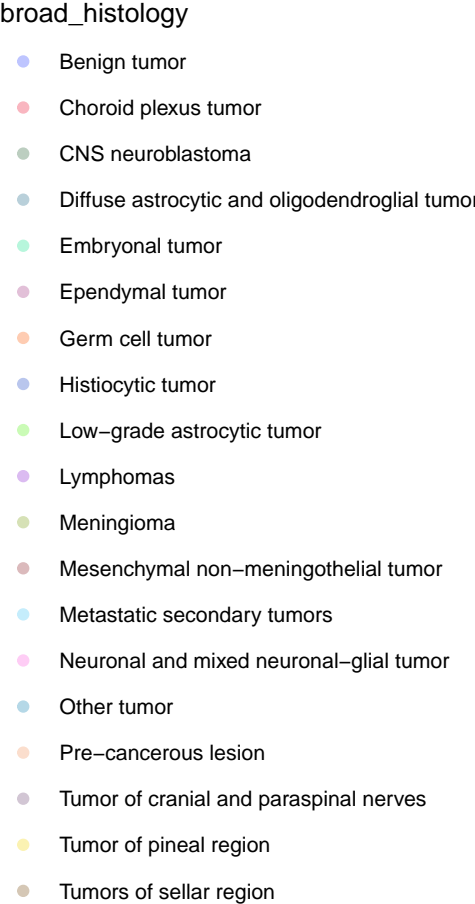 broad_histology
Benign tumor
Choroid plexus tumor
CNS neuroblastoma
Diffuse astrocytic and oligodendroglial tumor
Embryonal tumor
Ependymal tumor
Germ cell tumor
Histiocytic tumor
Low−grade astrocytic tumor
Lymphomas
Meningioma
Mesenchymal non−meningothelial tumor
Metastatic secondary tumors
Neuronal and mixed neuronal−glial tumor
Other tumor
Pre−cancerous lesion
Tumor of cranial and paraspinal nerves
Tumor of pineal region
Tumors of sellar region